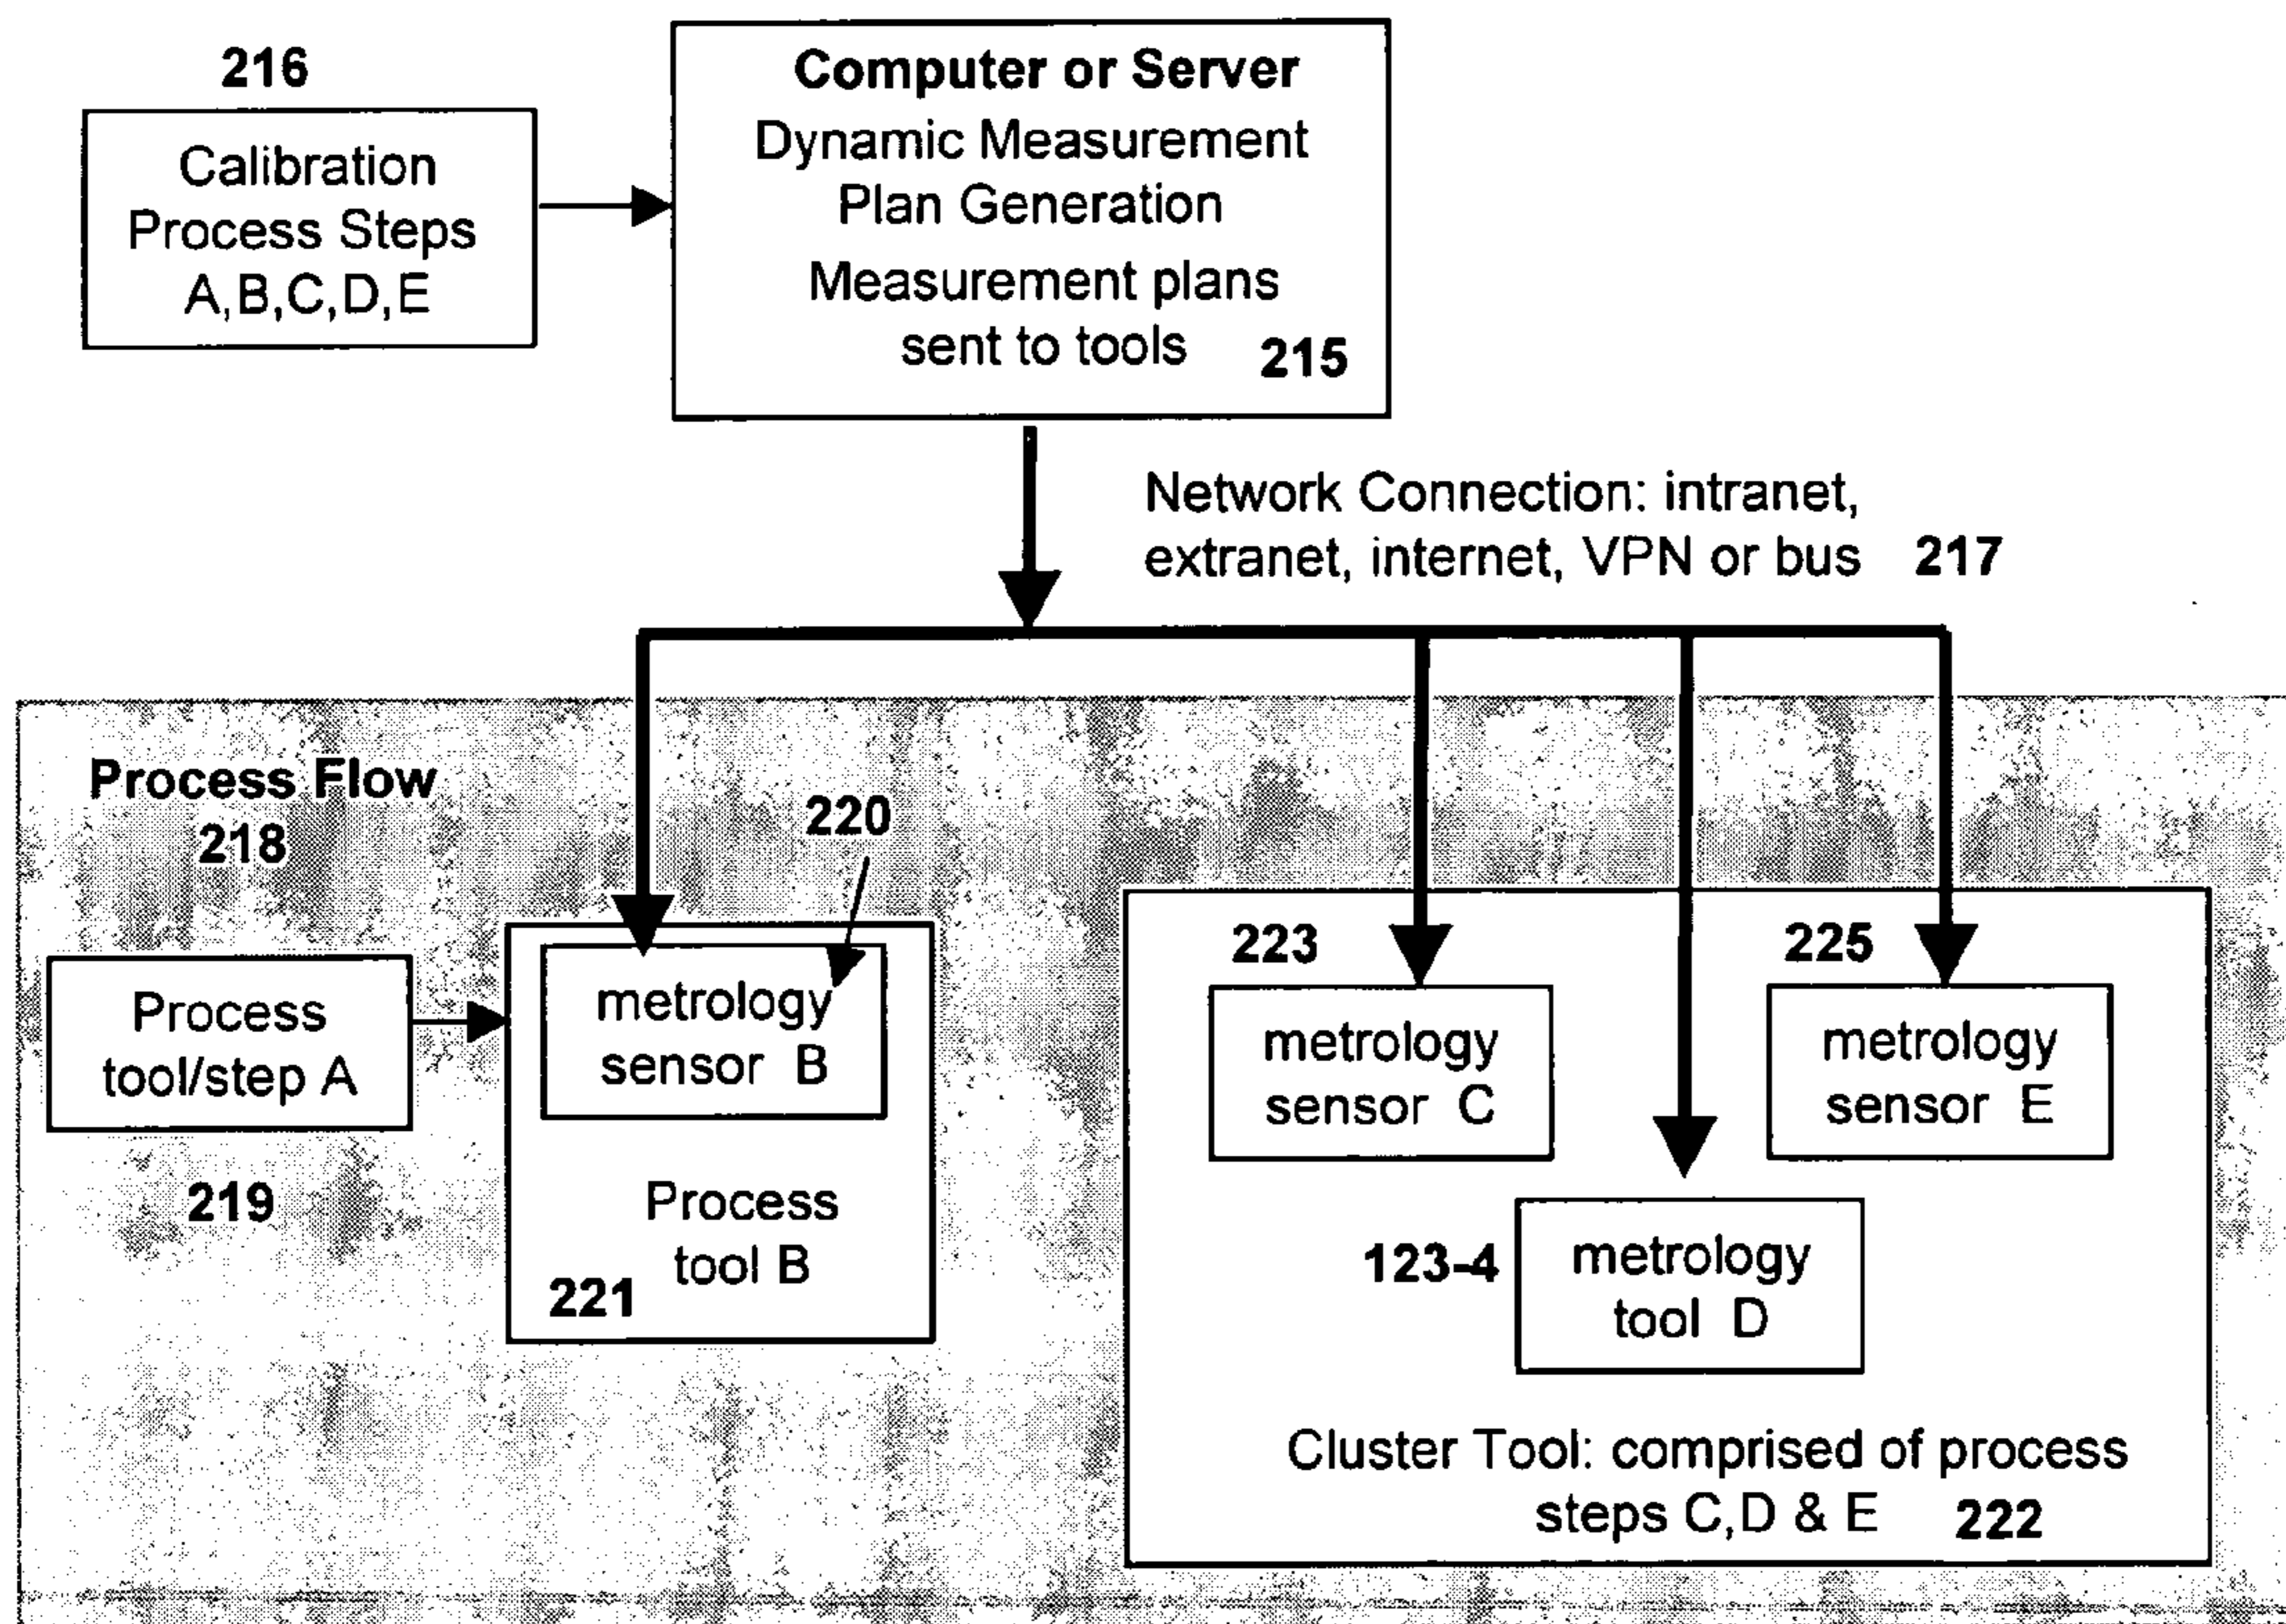 216
Calibration
Process Steps
A,B,C,D,E
Computer or Server
Dynamic Measurement
Plan Generation
Measurement plans
sent to tools 215
Network Connection: intranet,
extranet, internet, VPN or bus 217
Process Flow
218
220
Process
tool/step A
219
metrology
sensor B
Process
tool B
221
223
metrology
sensor C
225
metrology
sensor E
123-4
metrology
tool D
Cluster Tool: comprised of process
steps C,D & E 222